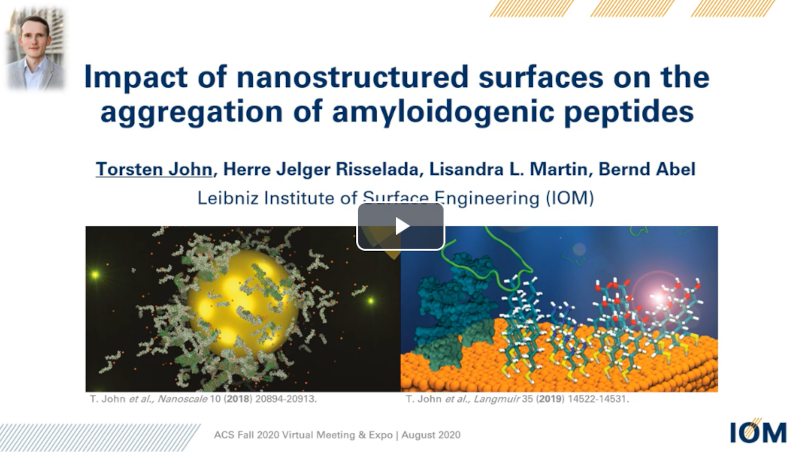 Impact of nanostructured surfaces on the
aggregation of amyloidogenic peptides
Torsten John, Herre Jelger Risselada, Lisandra L. Martin, Bernd Abel
Leibniz Institute of Surface Engineering (IOM)
T. John et al., Nanoscale 10 (2018) 20894-20913.
T. John et al., Langmuir 35 (2019) 14522-14531.
ACS Fall 2020 Virtual Meeting & Expo | August 2020
IOM